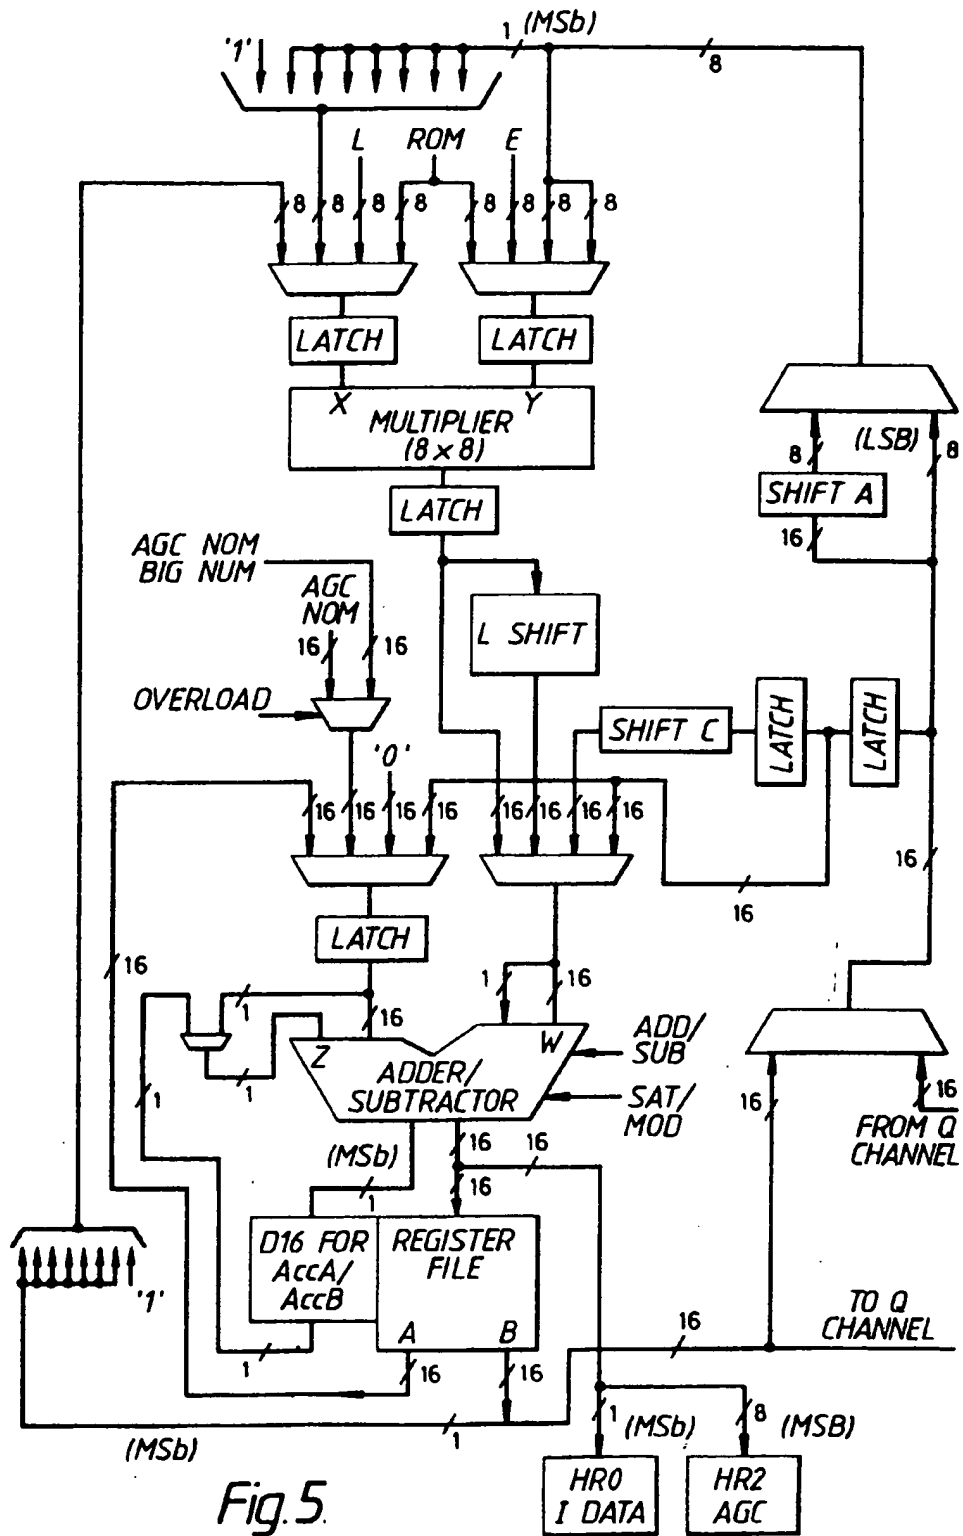 1 (MSb)
'1'
8
L ROM E
8 8 8 8 8 8 8 8
LATCH LATCH
X Y
MULTIPLIER
(8 x 8)
(LSB)
8 8
SHIFT A
16
LATCH
AGC NOM
BIG NUM
AGC
NOM
16 16
L SHIFT
OVERLOAD
SHIFT C
LATCH
LATCH
'0'
16 16 16 16 16 16 16 16
16
16
LATCH
16
1 16
1 16
Z W
ADDER/
SUBTRACTOR
ADD/
SUB
SAT/
MOD
1
1
16 16
FROM Q
CHANNEL
(MSb)
1
16 16
16
D16 FOR
AccA/
AccB
REGISTER
FILE
A B
'1'
1
16 16
16
TO Q
CHANNEL
(MSb)
1
1 (MSb)
8 (MSB)
HR0
I DATA
HR2
AGC
Fig.5.